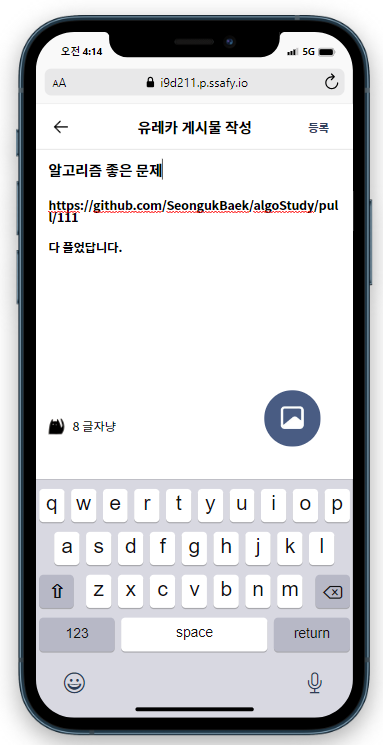 오전 4:14
5G
AA
i9d211.p.ssafy.io
유레카 게시물 작성
등록
알고리즘 좋은 문제
https://github.com/SeongukBaek/algoStudy/pul
l/111
다 풀었답니다.
8 글자냥
q w e r t y u i o p
a s d f g h j k l
z x c v b n m
123 space return